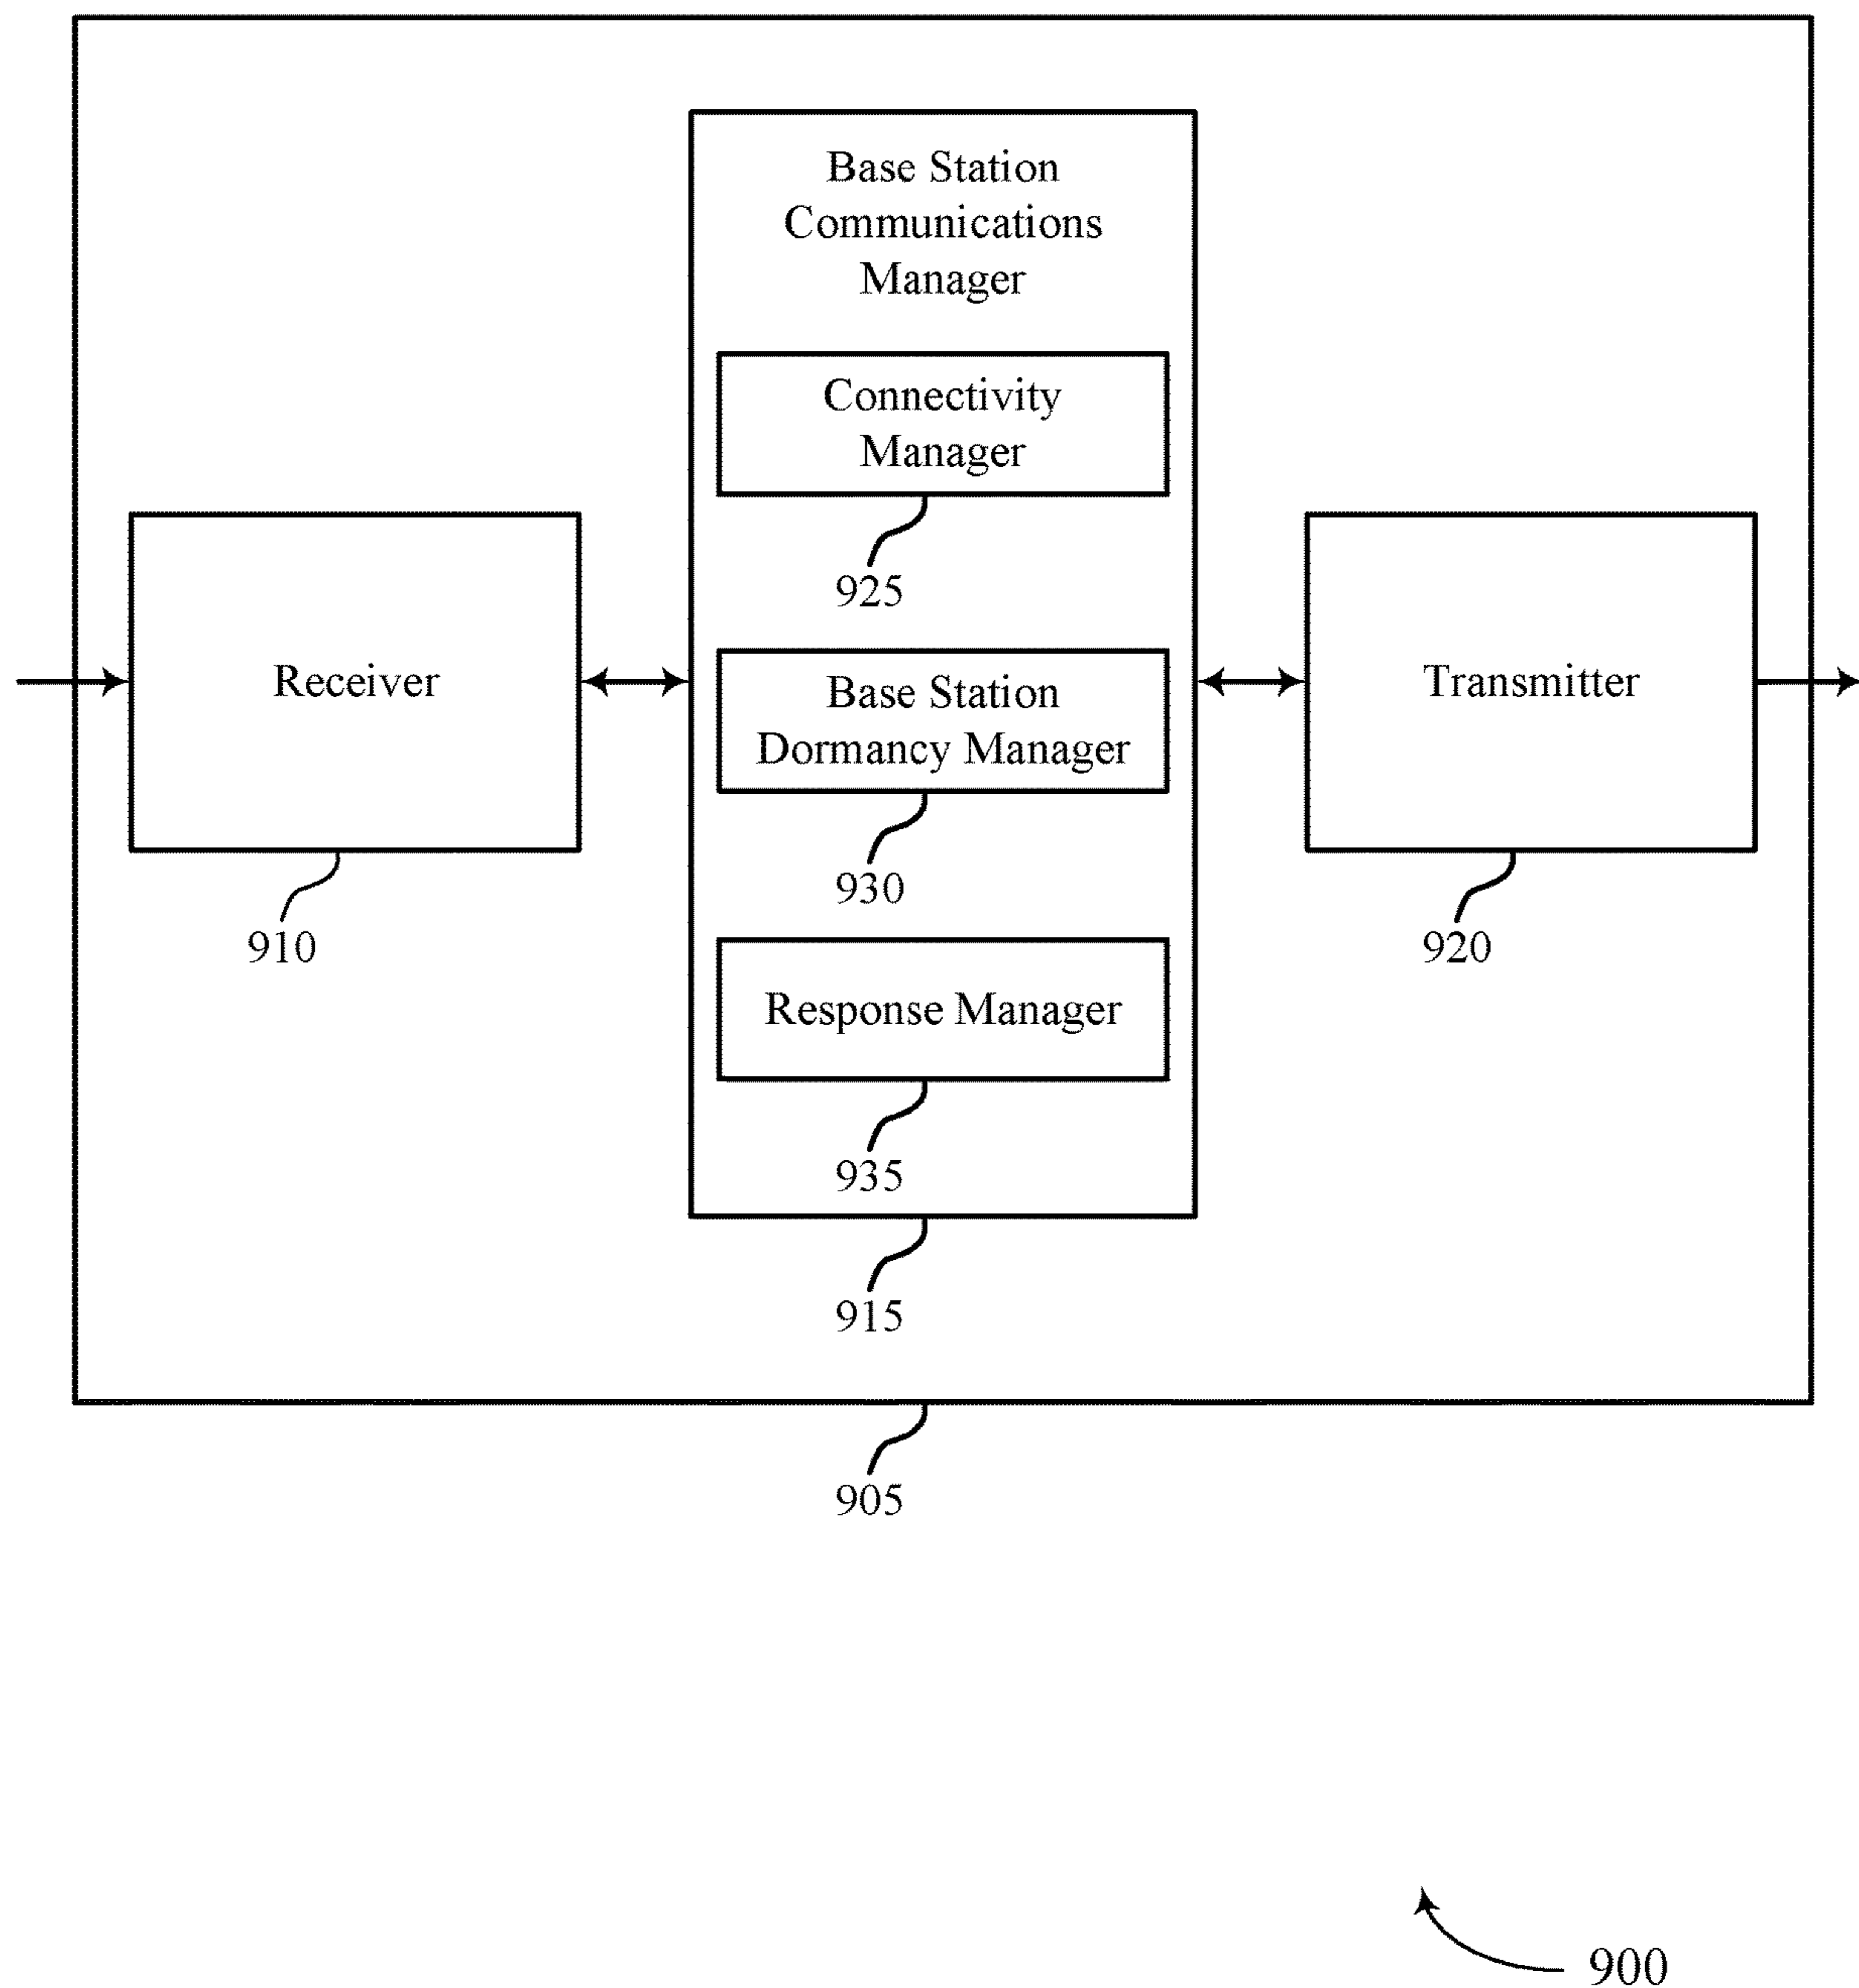 Base Station
Communications
Manager
Connectivity
Manager
925
Receiver
910
Base Station
Dormancy Manager
930
Transmitter
920
Response Manager
935
915
905
900